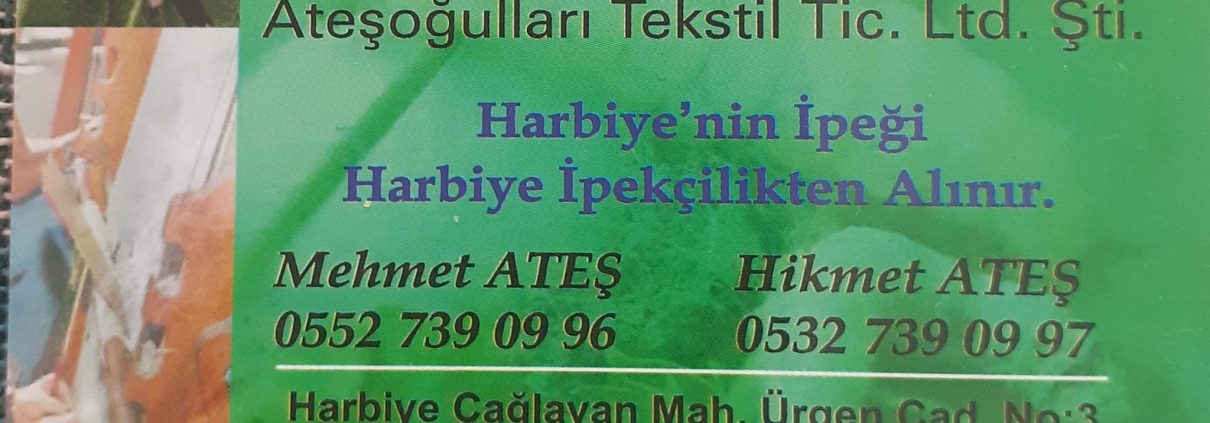 Ateşoğulları Tekstil Tic. Ltd. Şti.
Harbiye'nin İpeği
Harbiye İpekçilikten Alınır.
Mehmet ATEŞ Hikmet ATEŞ
0552 739 09 96 0532 739 09 97
Harbiye Çağlayan Mah. Ürgen Cad. No:3